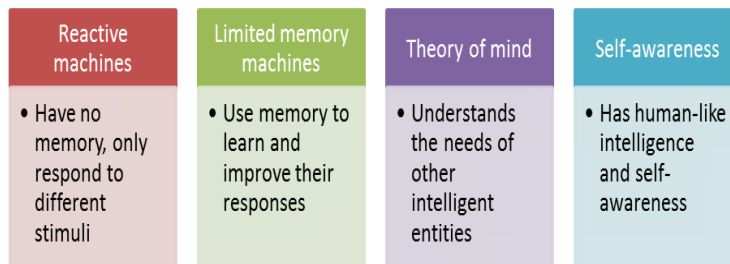 Reactive
machines
• Have no
memory, only
respond to
different
stimuli
Limited memory
machines
• Use memory to
learn and
improve their
responses
Theory of mind
• Understands
the needs of
other
intelligent
entities
Self-awareness
• Has human-like
intelligence
and self-
awareness